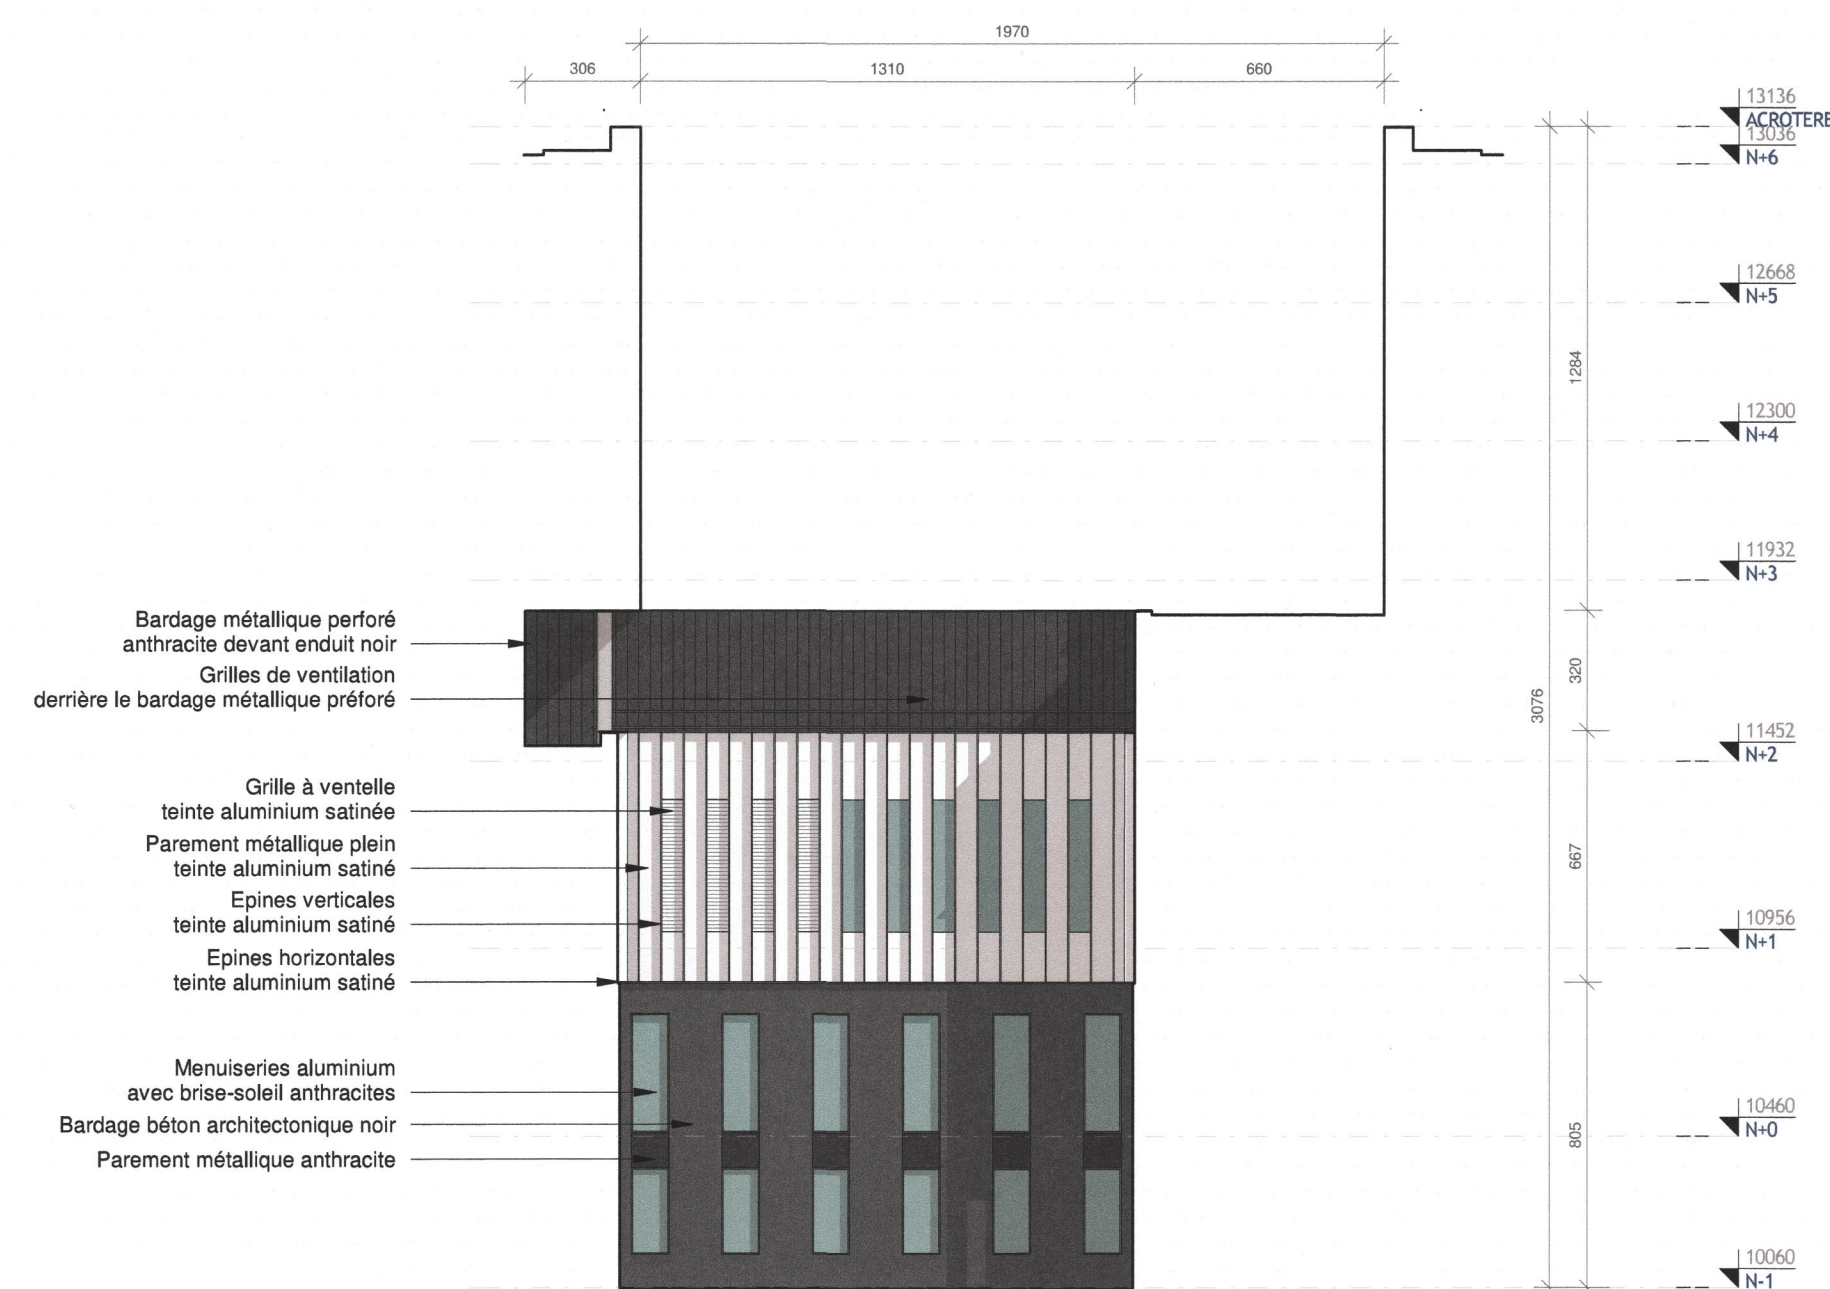 1970
306
1310
660
13136
ACROTERE
13036
N+6
12668
N+5
1284
12300
N+4
11932
N+3
Bardage métallique perforé
anthracite devant enduit noir
Grilles de ventilation
derrière le bardage métallique préforé
320
3076
11452
N+2
Grille à ventelle
teinte aluminium satinée
Parement métallique plein
teinte aluminium satiné
Epines verticales
teinte aluminium satiné
Epines horizontales
teinte aluminium satiné
667
10956
N+1
Menuiseries aluminium
avec brise-soleil anthracites
Bardage béton architectonique noir
Parement métallique anthracite
805
10460
N+0
10060
N-1